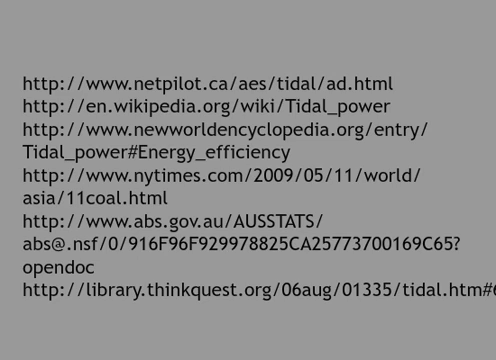 http://www.netpilot.ca/aes/tidal/ad.html
http://en.wikipedia.org/wiki/Tidal_power
http://www.newworldencyclopedia.org/entry/
Tidal_power#Energy_efficiency
http://www.nytimes.com/2009/05/11/world/
asia/11coal.html
http://www.abs.gov.au/AUSSTATS/
abs@.nsf/0/916F96F929978825CA25773700169C65?
opendoc
http://library.thinkquest.org/06aug/01335/tidal.htm#